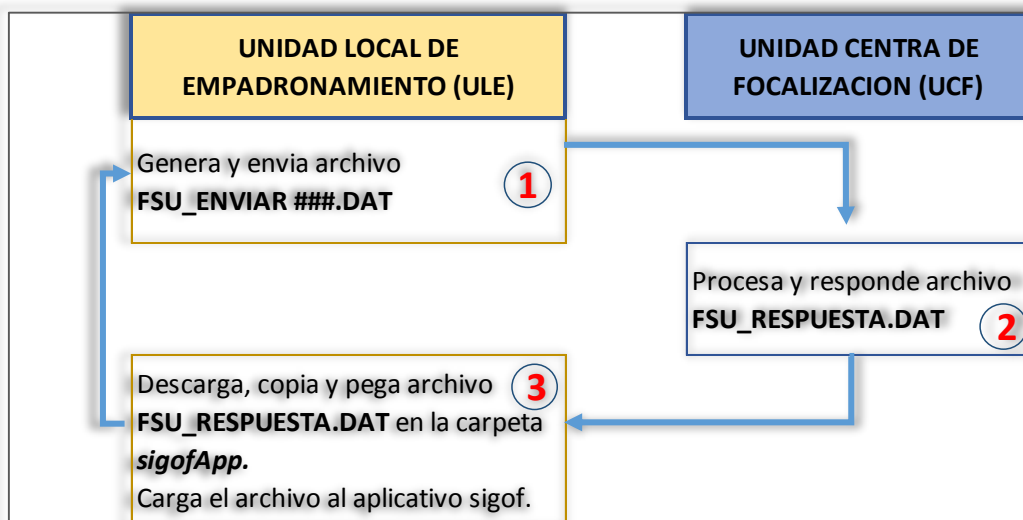 UNIDAD LOCAL DE
EMPADRONAMIENTO (ULE)
UNIDAD CENTRA DE
FOCALIZACION (UCF)
Genera y envia archivo
FSU_ENVIAR ###.DAT
1
Procesa y responde archivo
FSU_RESPUESTA.DAT
2
Descarga, copia y pega archivo
3
FSU_RESPUESTA.DAT en la carpeta
sigofApp.
Carga el archivo al aplicativo sigof.